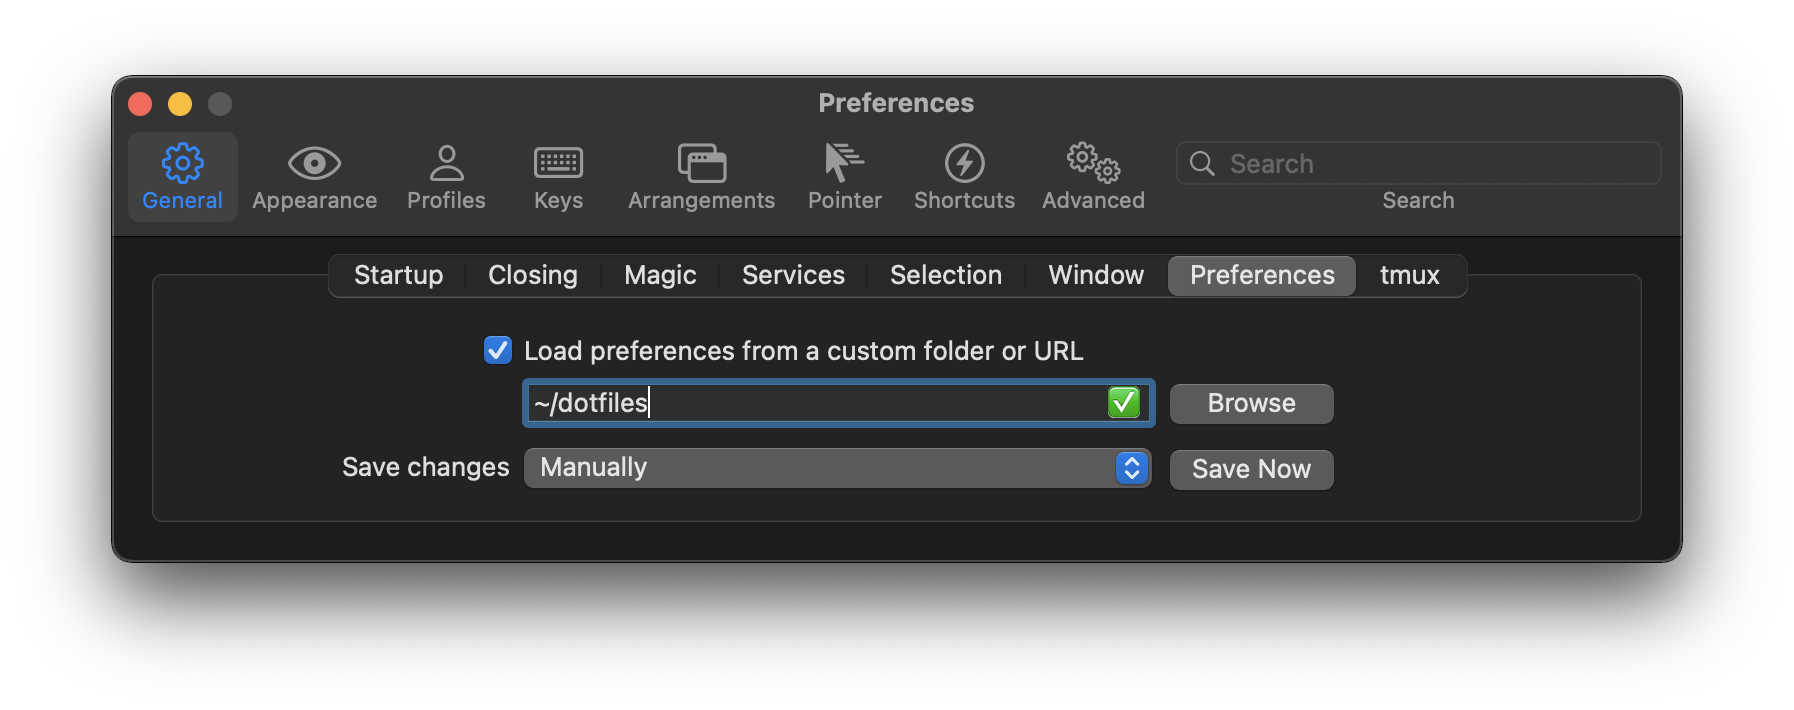 Preferences
General Appearance Profiles Keys Arrangements Pointer Shortcuts Advanced Search
Search
Startup Closing Magic Services Selection Window Preferences tmux
Load preferences from a custom folder or URL
~/dotfiles Browse
Save changes Manually Save Now